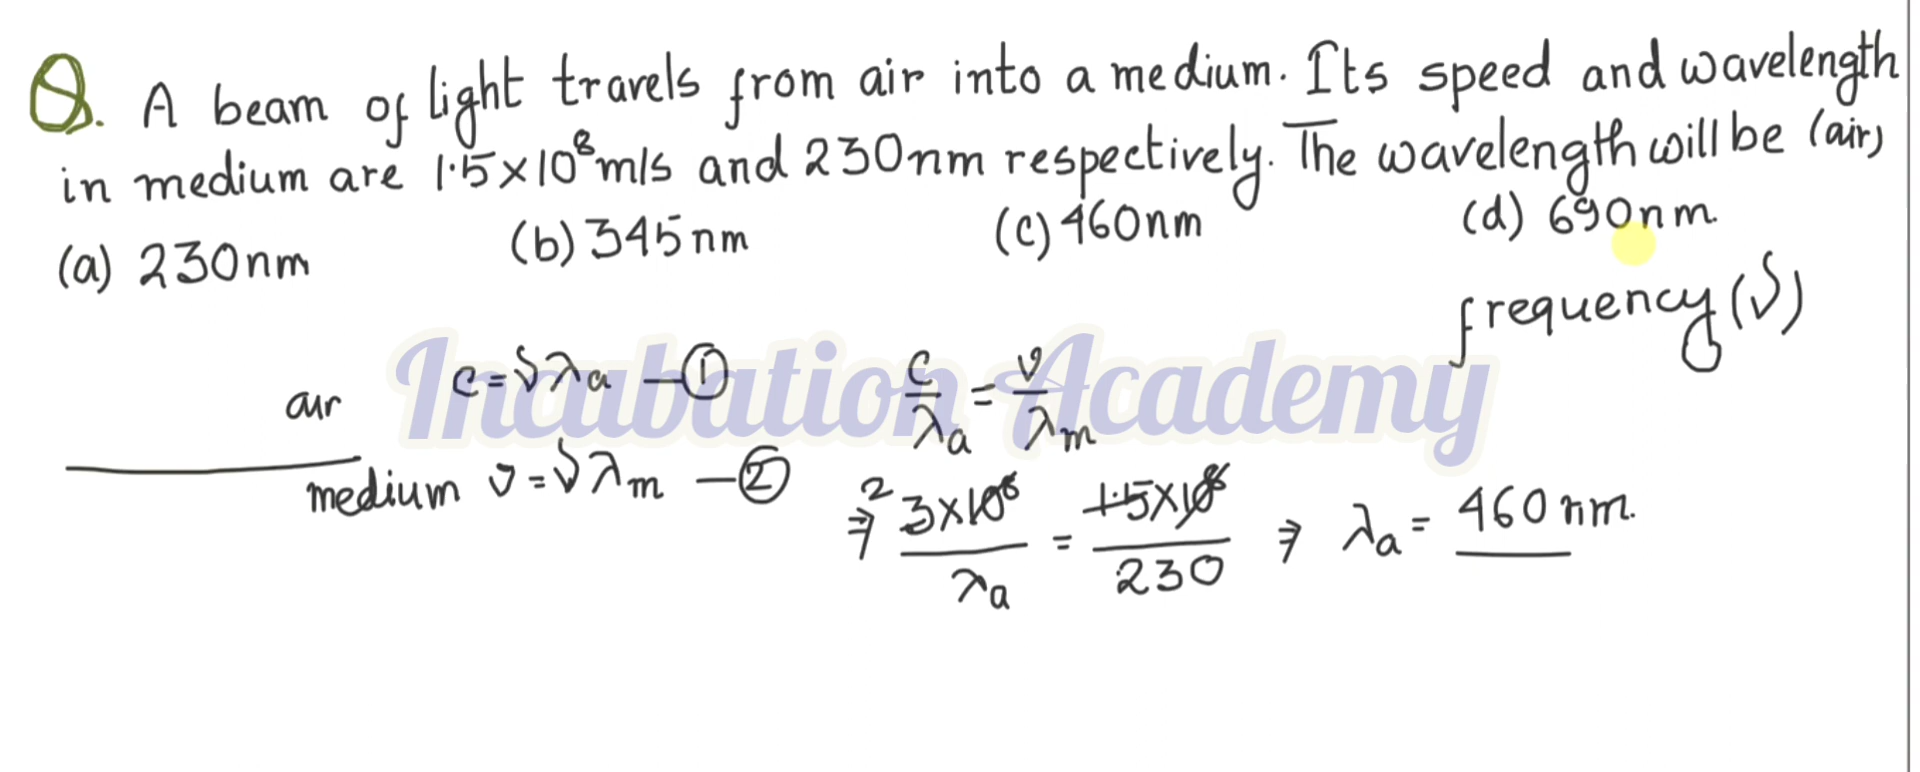 Q. A beam of light travels from air into a medium. Its speed and wavelength
in medium are 1.5×10⁸m/s and 230nm respectively. The wavelength will be (air)
(a) 230nm (b) 345nm (c) 460nm (d) 690nm.
frequency(ν)
Incubation Academy
air c=νλa —① c/λa = v/λm
medium v=νλm —②
⇒ ² 3×10⁸/λa = 1.5×10⁸/230 ⇒ λa = 460nm.